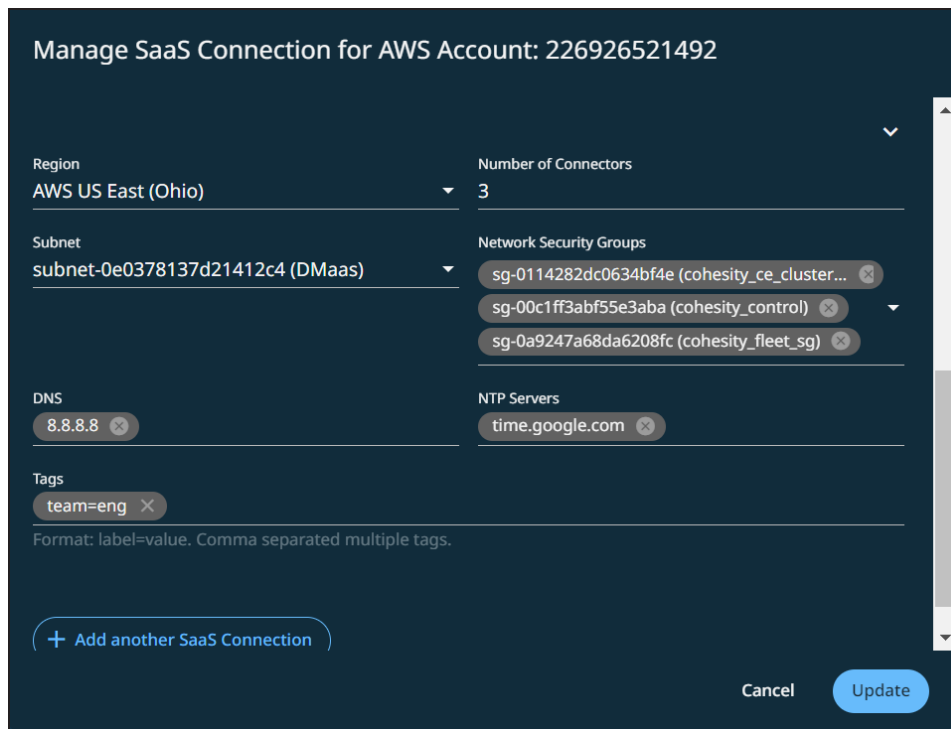 Manage SaaS Connection for AWS Account: 226926521492
Region
AWS US East (Ohio)
Number of Connectors
3
Subnet
subnet-0e0378137d21412c4 (DMaas)
Network Security Groups
sg-0114282dc0634bf4e (cohesity_ce_cluster...
sg-00c1ff3abf55e3aba (cohesity_control)
sg-0a9247a68da6208fc (cohesity_fleet_sg)
DNS
8.8.8.8
NTP Servers
time.google.com
Tags
team=eng
Format: label=value. Comma separated multiple tags.
+ Add another SaaS Connection
Cancel
Update